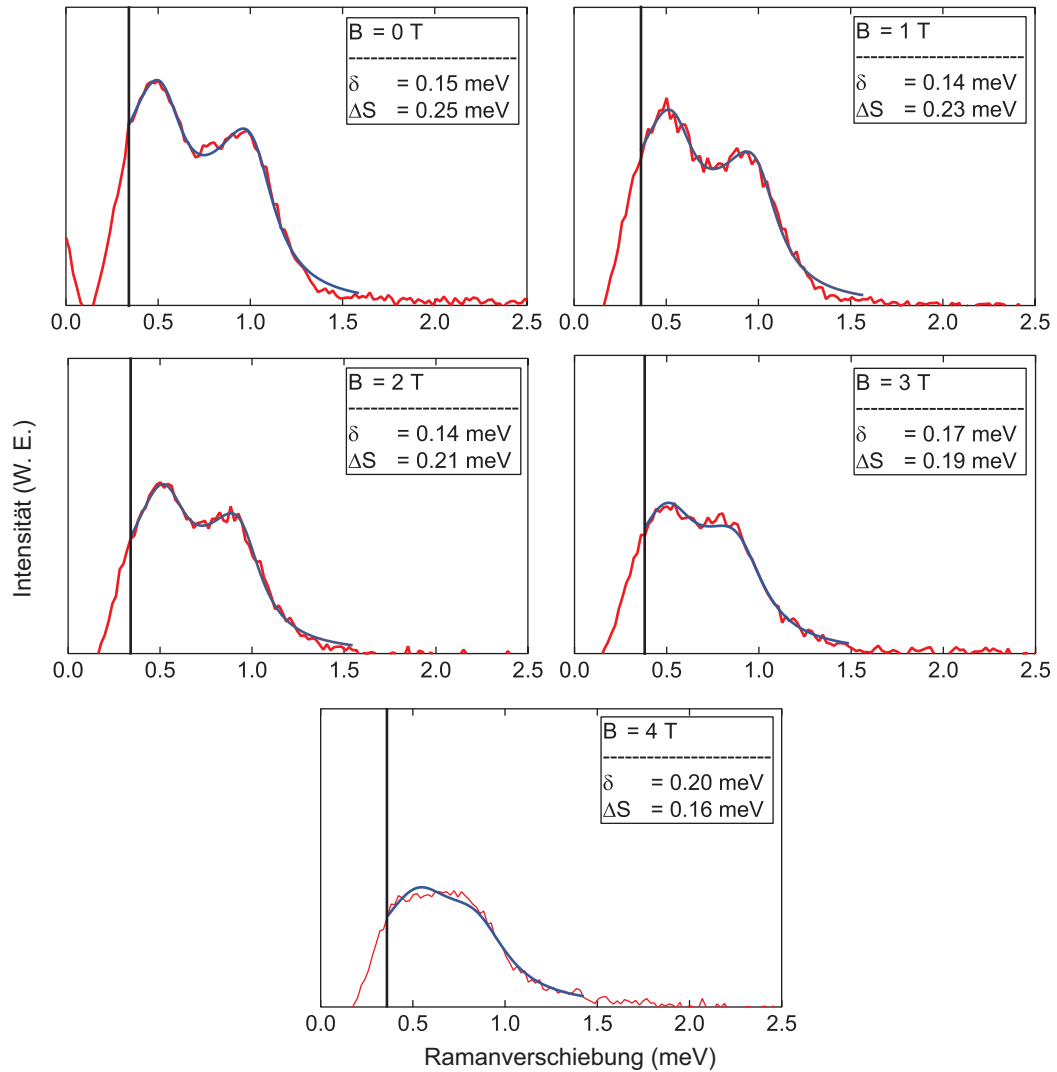 B = 0 T
--------------------
δ = 0.15 meV
ΔS = 0.25 meV
0.0 0.5 1.0 1.5 2.0 2.5
B = 1 T
--------------------
δ = 0.14 meV
ΔS = 0.23 meV
0.0 0.5 1.0 1.5 2.0 2.5
Intensität (W. E.)
B = 2 T
--------------------
δ = 0.14 meV
ΔS = 0.21 meV
0.0 0.5 1.0 1.5 2.0 2.5
B = 3 T
--------------------
δ = 0.17 meV
ΔS = 0.19 meV
0.0 0.5 1.0 1.5 2.0 2.5
B = 4 T
--------------------
δ = 0.20 meV
ΔS = 0.16 meV
0.0 0.5 1.0 1.5 2.0 2.5
Ramanverschiebung (meV)